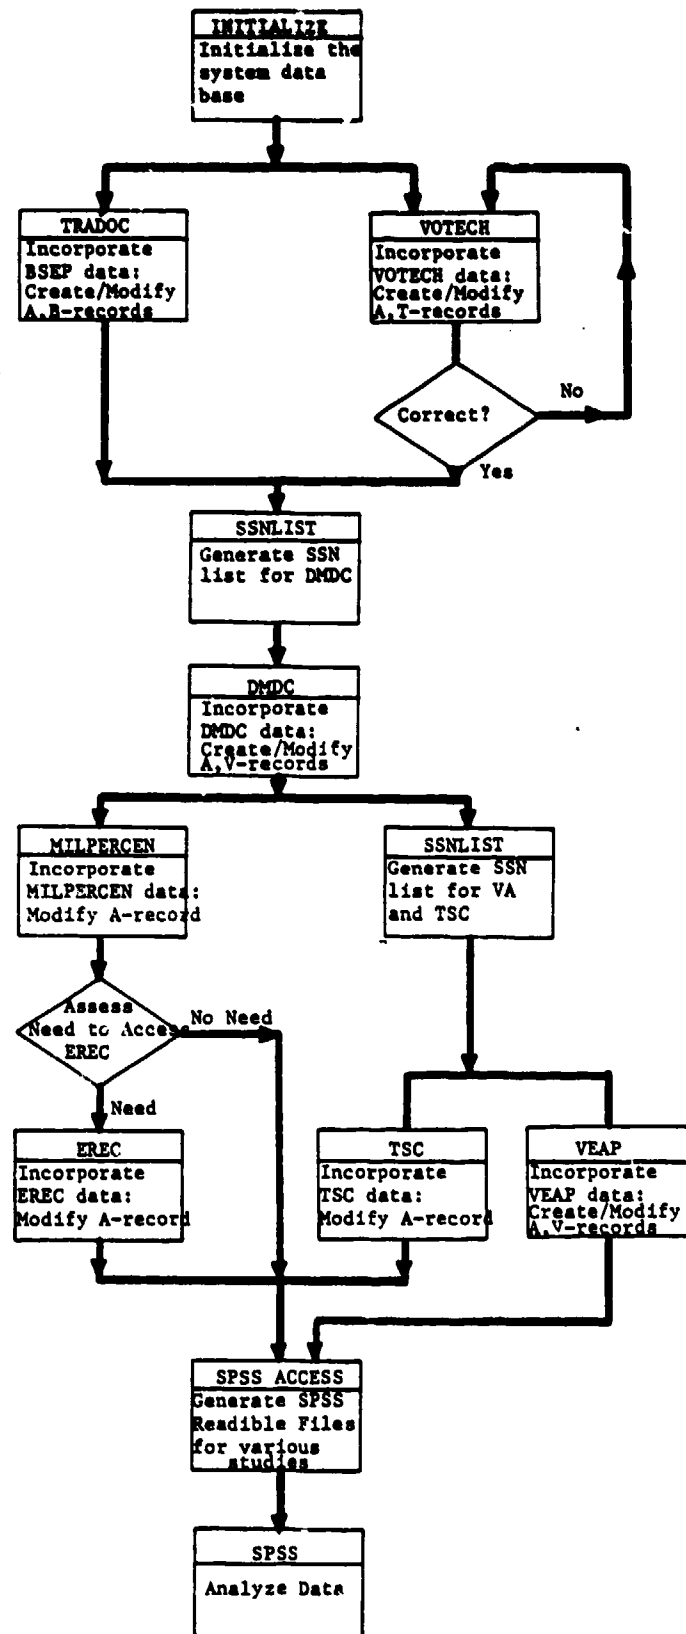 INITIALIZE
Initialize the
system data
base
TRADOC
Incorporate
BSEP data:
Create/Modify
A,B-records
VOTECH
Incorporate
VOTECH data:
Create/Modify
A,T-records
Correct?
No
Yes
SSNLIST
Generate SSN
list for DMDC
DMDC
Incorporate
DMDC data:
Create/Modify
A,V-records
MILPERCEN
Incorporate
MILPERCEN data:
Modify A-record
SSNLIST
Generate SSN
list for VA
and TSC
Assess
Need to Access
EREC
No Need
Need
EREC
Incorporate
EREC data:
Modify A-record
TSC
Incorporate
TSC data:
Modify A-record
VEAP
Incorporate
VEAP data:
Create/Modify
A,V-records
SPSS ACCESS
Generate SPSS
Readible Files
for various
studies
SPSS
Analyze Data